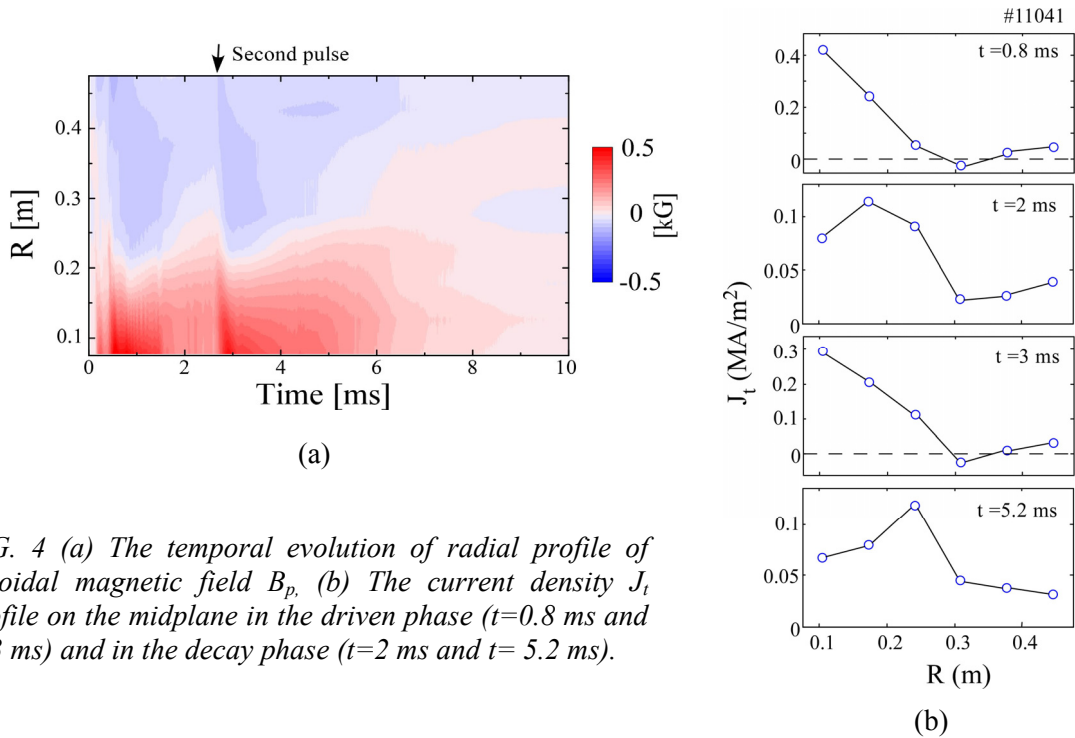 Second pulse
0.4
0.3
0.2
0.1
R [m]
0 2 4 6 8 10
Time [ms]
0.5
0
-0.5
[kG]
(a)
G. 4 (a) The temporal evolution of radial profile of
oidal magnetic field Bp, (b) The current density Jt
file on the midplane in the driven phase (t=0.8 ms and
ms) and in the decay phase (t=2 ms and t= 5.2 ms).
#11041
t =0.8 ms
0.4
0.2
0
t =2 ms
0.1
0.05
0
t =3 ms
0.3
0.2
0.1
0
t =5.2 ms
0.1
0.05
0
Jt (MA/m2)
0.1 0.2 0.3 0.4
R (m)
(b)